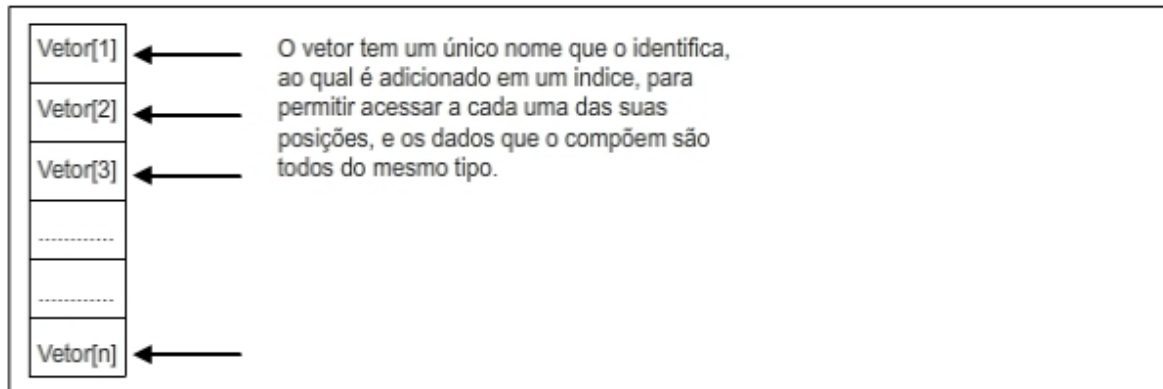 Vetor[1]
O vetor tem um único nome que o identifica,
ao qual é adicionado em um indice, para
Vetor[2]
permitir acessar a cada uma das suas
posições, e os dados que o compõem são
Vetor[3]
todos do mesmo tipo.
------------
------------
Vetor[n]